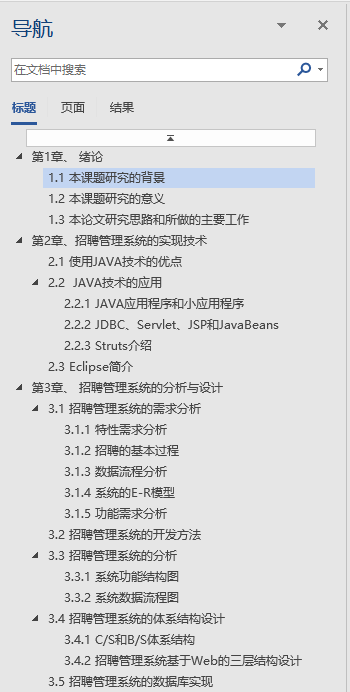 导航
在文档中搜索
标题 页面 结果
第1章、 绪论
1.1 本课题研究的背景
1.2 本课题研究的意义
1.3 本论文研究思路和所做的主要工作
第2章、招聘管理系统的实现技术
2.1 使用JAVA技术的优点
2.2 JAVA技术的应用
2.2.1 JAVA应用程序和小应用程序
2.2.2 JDBC、Servlet、JSP和JavaBeans
2.2.3 Struts介绍
2.3 Eclipse简介
第3章、 招聘管理系统的分析与设计
3.1 招聘管理系统的需求分析
3.1.1 特性需求分析
3.1.2 招聘的基本过程
3.1.3 数据流程分析
3.1.4 系统的E-R模型
3.1.5 功能需求分析
3.2 招聘管理系统的开发方法
3.3 招聘管理系统的分析
3.3.1 系统功能结构图
3.3.2 系统数据流程图
3.4 招聘管理系统的体系结构设计
3.4.1 C/S和B/S体系结构
3.4.2 招聘管理系统基于Web的三层结构设计
3.5 招聘管理系统的数据库实现